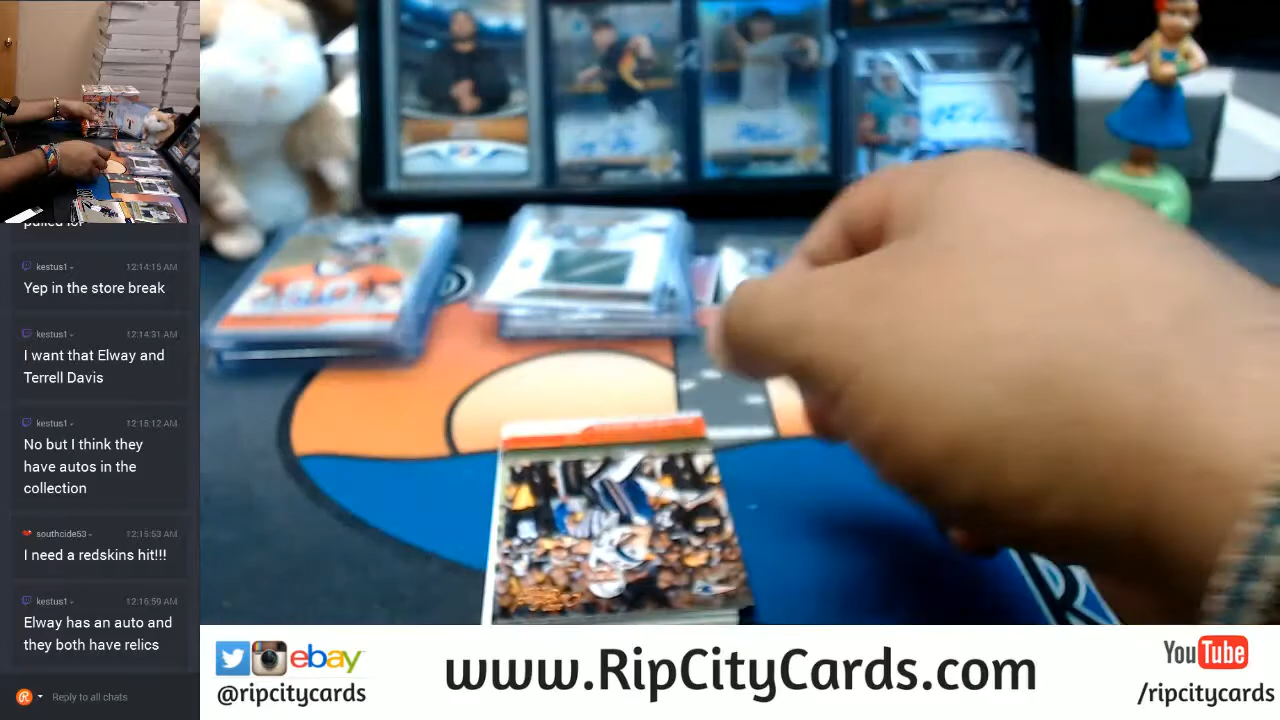 kestus1
12:14:15 AM
Yep in the store break
kestus1
12:14:31 AM
I want that Elway and
Terrell Davis
kestus1
12:15:12 AM
No but I think they
have autos in the
collection
southcide53
12:15:53 AM
I need a redskins hit!!!
kestus1
12:16:59 AM
Elway has an auto and
they both have relics
Reply to all chats
ebay
@ripcitycards
www.RipCityCards.com
YouTube
/ripcitycards